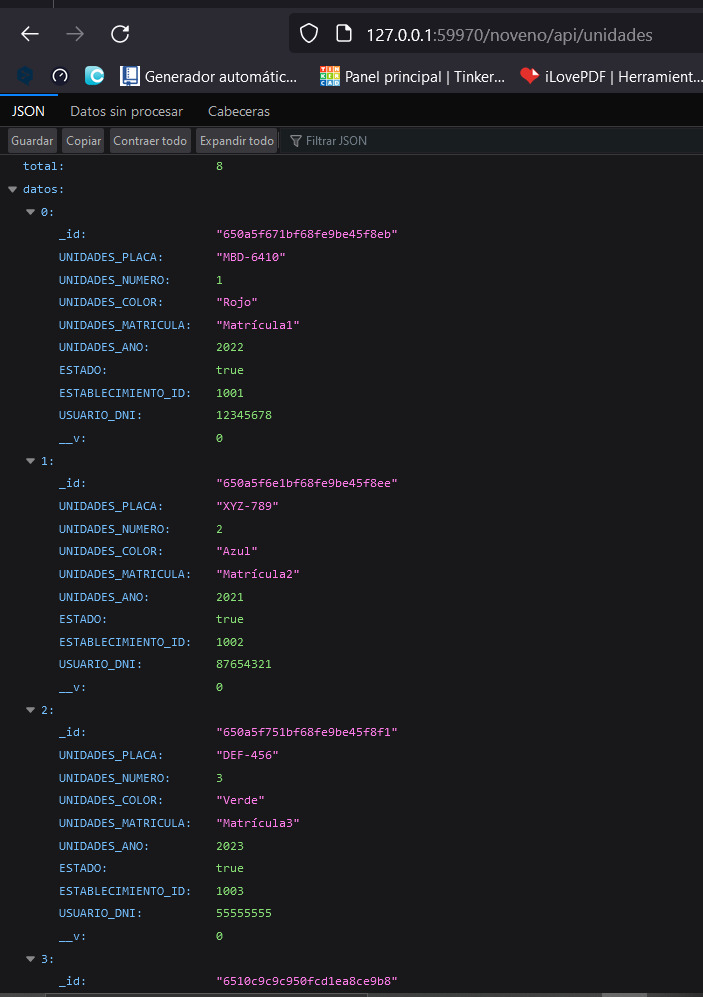 127.0.0.1:59970/noveno/api/unidades
Generador automátic... Panel principal | Tinker... iLovePDF | Herrament...
JSON Datos sin procesar Cabeceras
Guardar Copiar Contraer todo Expandir todo Filtrar JSON
total: 8
datos:
0:
_id: "650a5f671bf68fe9be45f8eb"
UNIDADES_PLACA: "MBD-6410"
UNIDADES_NUMERO: 1
UNIDADES_COLOR: "Rojo"
UNIDADES_MATRICULA: "Matrícula1"
UNIDADES_ANO: 2022
ESTADO: true
ESTABLECIMIENTO_ID: 1001
USUARIO_DNI: 12345678
__v: 0
1:
_id: "650a5f6e1bf68fe9be45f8ee"
UNIDADES_PLACA: "XYZ-789"
UNIDADES_NUMERO: 2
UNIDADES_COLOR: "Azul"
UNIDADES_MATRICULA: "Matrícula2"
UNIDADES_ANO: 2021
ESTADO: true
ESTABLECIMIENTO_ID: 1002
USUARIO_DNI: 87654321
__v: 0
2:
_id: "650a5f751bf68fe9be45f8f1"
UNIDADES_PLACA: "DEF-456"
UNIDADES_NUMERO: 3
UNIDADES_COLOR: "Verde"
UNIDADES_MATRICULA: "Matrícula3"
UNIDADES_ANO: 2023
ESTADO: true
ESTABLECIMIENTO_ID: 1003
USUARIO_DNI: 55555555
__v: 0
3:
_id: "6510c9c9c950fcd1ea8ce9b8"